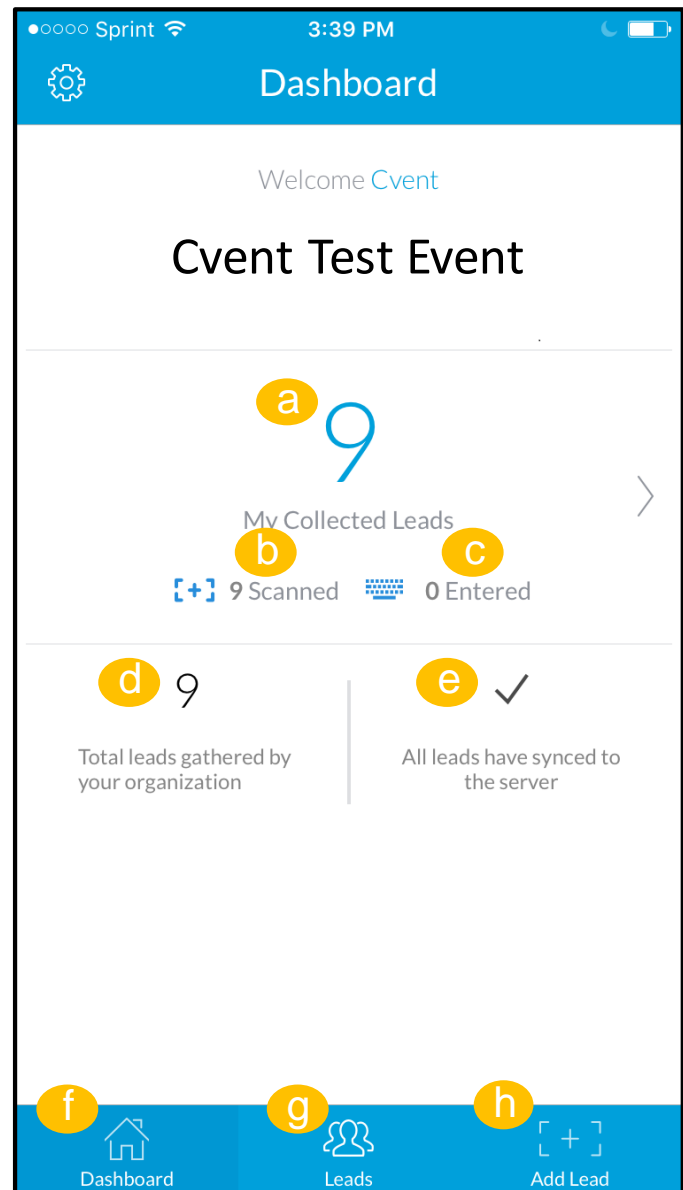 Sprint 3:39 PM
Dashboard
Welcome Cvent
Cvent Test Event
a
9
My Collected Leads
b c
9 Scanned 0 Entered
d 9 e
Total leads gathered by
your organization
All leads have synced to
the server
f g h
Dashboard Leads Add Lead